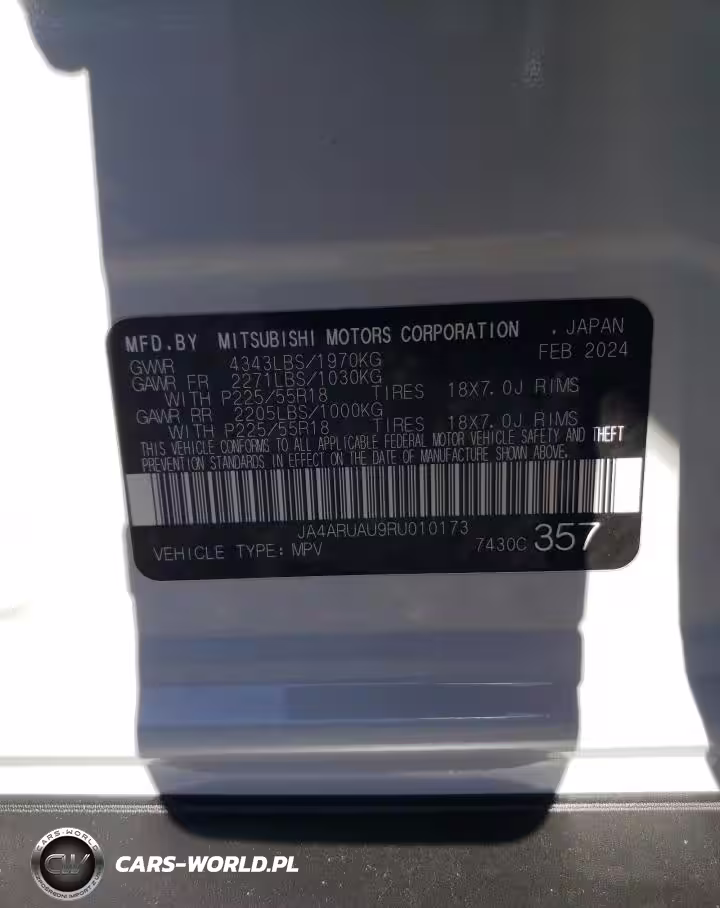 MFD.BY MITSUBISHI MOTORS CORPORATION . JAPAN
GVWR 4343LBS/1970KG FEB 2024
GAWR FR 2271LBS/1030KG
WITH P225/55R18 TIRES 18X7.0J RIMS
GAWR RR 2205LBS/1000KG
WITH P225/55R18 TIRES 18X7.0J RIMS
THIS VEHICLE CONFORMS TO ALL APPLICABLE FEDERAL MOTOR VEHICLE SAFETY AND THEFT
PREVENTION STANDARDS IN EFFECT ON THE DATE OF MANUFACTURE SHOWN ABOVE.
JA4ARUAU9RU010173
VEHICLE TYPE: MPV 7430C 357
CARS-WORLD
CW
CARS-WORLD.PL